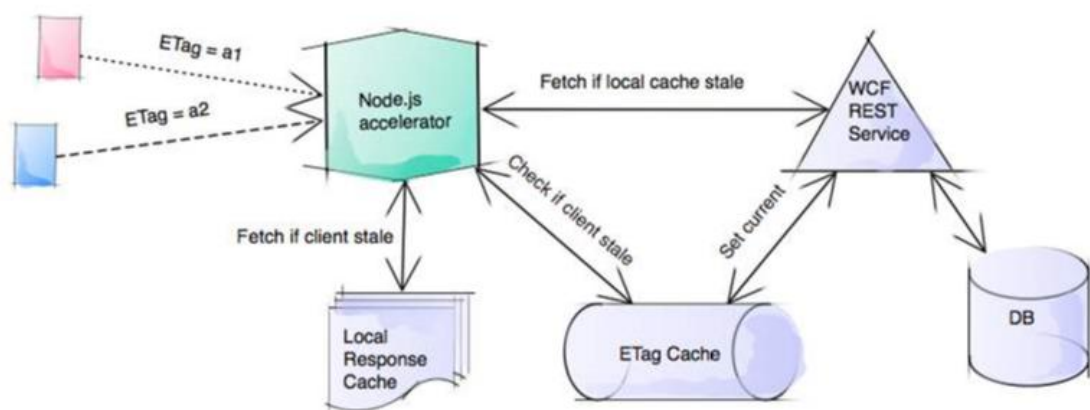 ETag = a1
ETag = a2
Node.js
accelerator
Fetch if local cache stale
WCF
REST
Service
Check if client stale
Set current
Fetch if client stale
Local
Response
Cache
ETag Cache
DB